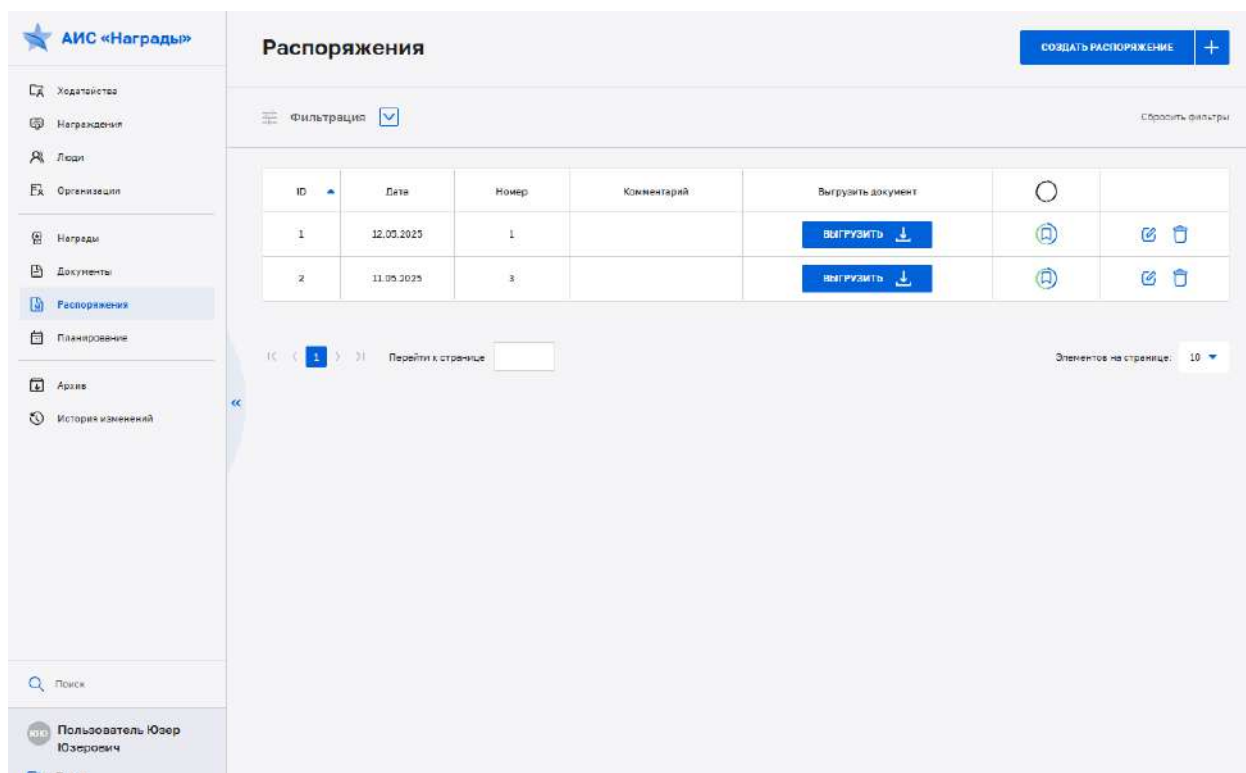 АИС «Награды»
Ходатайства
Награждения
Люди
Организации
Награды
Документы
Распоряжения
Планирование
Архив
История изменений
Поиск
ЮЮ
Пользователь Юзер
Юзерович
Распоряжения
СОЗДАТЬ РАСПОРЯЖЕНИЕ
Фильтрация
Сбросить фильтры
ID Дата Номер Комментарий Выгрузить документ
1 12.05.2025 1 ВЫГРУЗИТЬ
2 11.05.2025 3 ВЫГРУЗИТЬ
1 Перейти к странице
Элементов на странице: 10